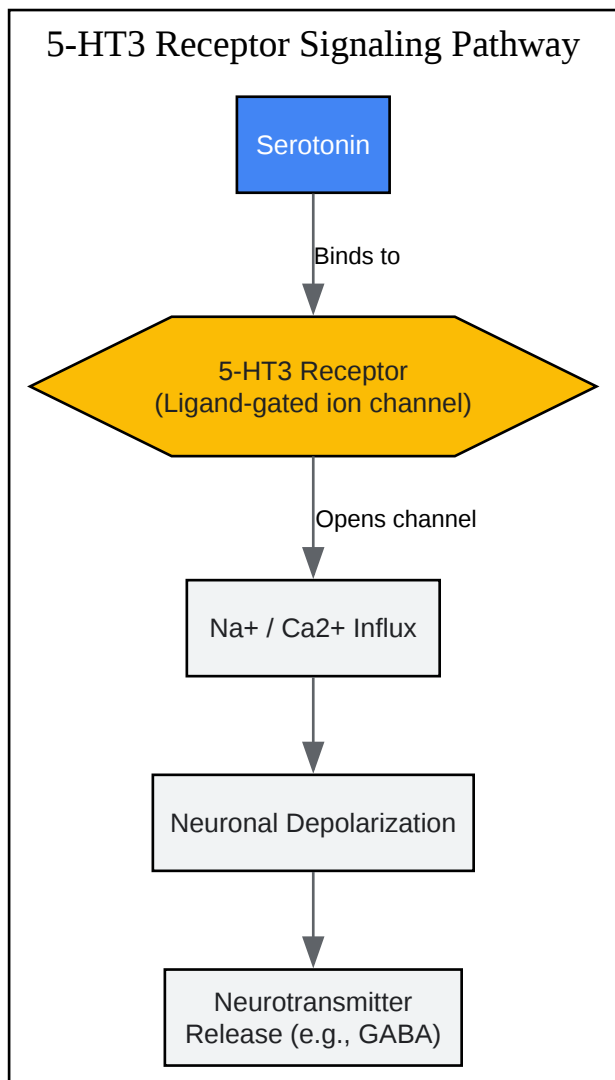 5-HT3 Receptor Signaling Pathway
Serotonin
Binds to
5-HT3 Receptor
(Ligand-gated ion channel)
Opens channel
Na+ / Ca2+ Influx
Neuronal Depolarization
Neurotransmitter
Release (e.g., GABA)